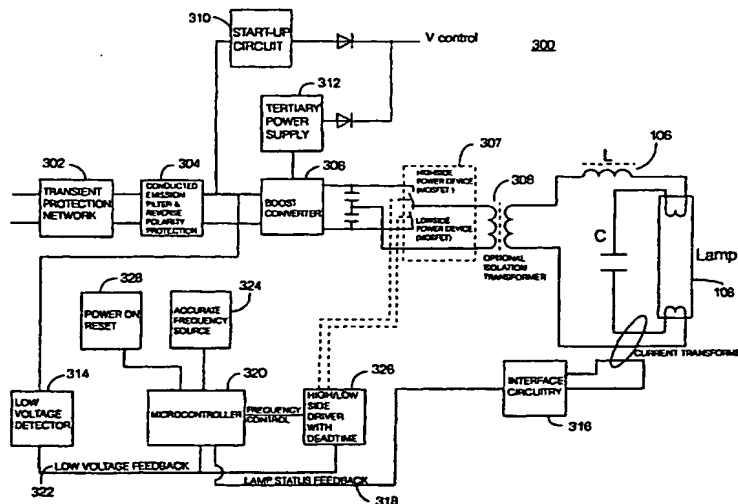 310
START-UP
CIRCUIT
V control
300
312
TERTIARY
POWER
SUPPLY
302
TRANSIENT
PROTECTION
NETWORK
304
CONDUCTED
EMISSION
FILTER &
REVERSE
POLARITY
PROTECTION
306
BOOST
CONVERTER
307
HIGHSIDE
POWER DEVICE
(MOSFET)
LOWSIDE
POWER DEVICE
(MOSFET)
308
OPTIONAL
ISOLATION
TRANSFORMER
L
106
C
Lamp
108
CURRENT TRANSFORME
328
POWER ON
RESET
324
ACCURATE
FREQUENCY
SOURCE
314
LOW
VOLTAGE
DETECTOR
320
MICROCONTROLLER
FREQUENCY
CONTROL
326
HIGH/LOW
SIDE
DRIVER
WITH
DEADTIME
INTERFACE
CIRCUITRY
316
LOW VOLTAGE FEEDBACK
322
LAMP STATUS FEEDBACK
318